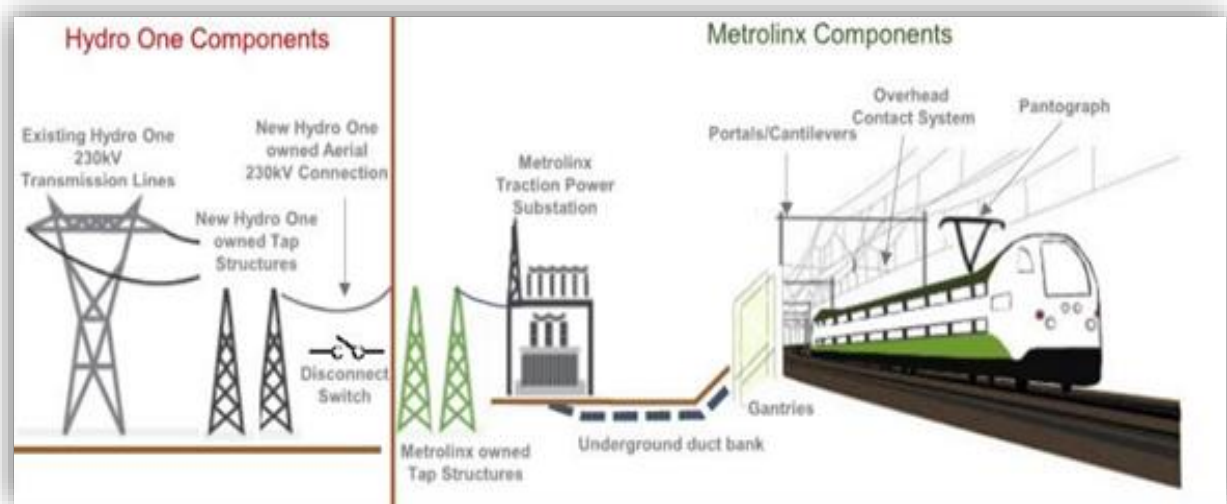 Hydro One Components
Metrolinx Components
Existing Hydro One
230kV
Transmission Lines
New Hydro One
owned Aerial
230kV Connection
New Hydro One
owned Tap
Structures
Disconnect
Switch
Metrolinx
Traction Power
Substation
Metrolinx owned
Tap Structures
Underground duct bank
Portals/Cantilevers
Overhead
Contact System
Pantograph
Gantries